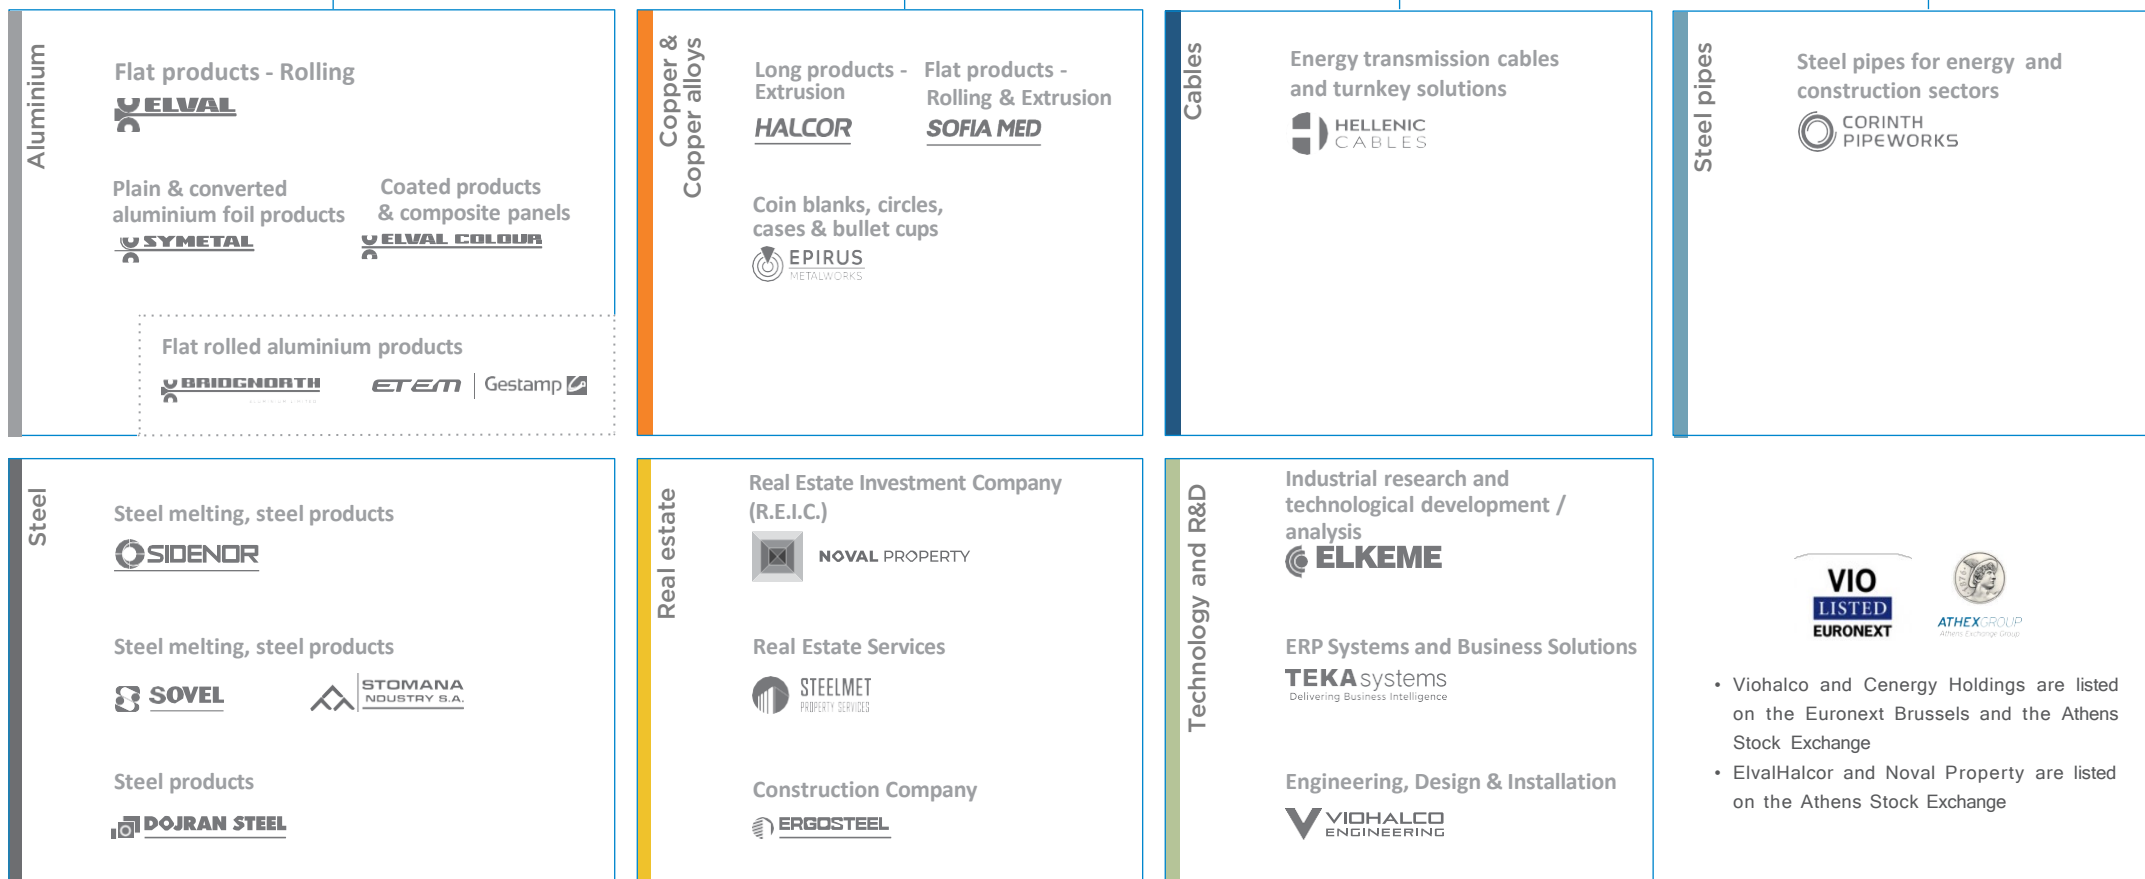 Aluminium
Flat products - Rolling
ELVAL
Plain & converted
aluminium foil products
SYMETAL
Coated products
& composite panels
ELVAL COLOUR
Flat rolled aluminium products
BRIDGNORTH
ETEM
Gestamp
Copper &
Copper alloys
Long products -
Extrusion
HALCOR
Flat products -
Rolling & Extrusion
SOFIA MED
Coin blanks, circles,
cases & bullet cups
EPIRUS
METALWORKS
Cables
Energy transmission cables
and turnkey solutions
HELLENIC
CABLES
Steel pipes
Steel pipes for energy and
construction sectors
CORINTH
PIPEWORKS
Steel
Steel melting, steel products
SIDENOR
Steel melting, steel products
SOVEL
STOMANA
NDUSTRY S.A.
Steel products
DOJRAN STEEL
Real estate
Real Estate Investment Company
(R.E.I.C.)
NOVAL PROPERTY
Real Estate Services
STEELMET
PROPERTY SERVICES
Construction Company
ERGOSTEEL
Technology and R&D
Industrial research and
technological development /
analysis
ELKEME
ERP Systems and Business Solutions
TEKA systems
Delivering Business Intelligence
Engineering, Design & Installation
VIOHALCO
ENGINEERING
VIO
LISTED
EURONEXT
ATHEXGROUP
Athens Exchange Group
• Viohalco and Cenergy Holdings are listed
on the Euronext Brussels and the Athens
Stock Exchange
• ElvalHalcor and Noval Property are listed
on the Athens Stock Exchange